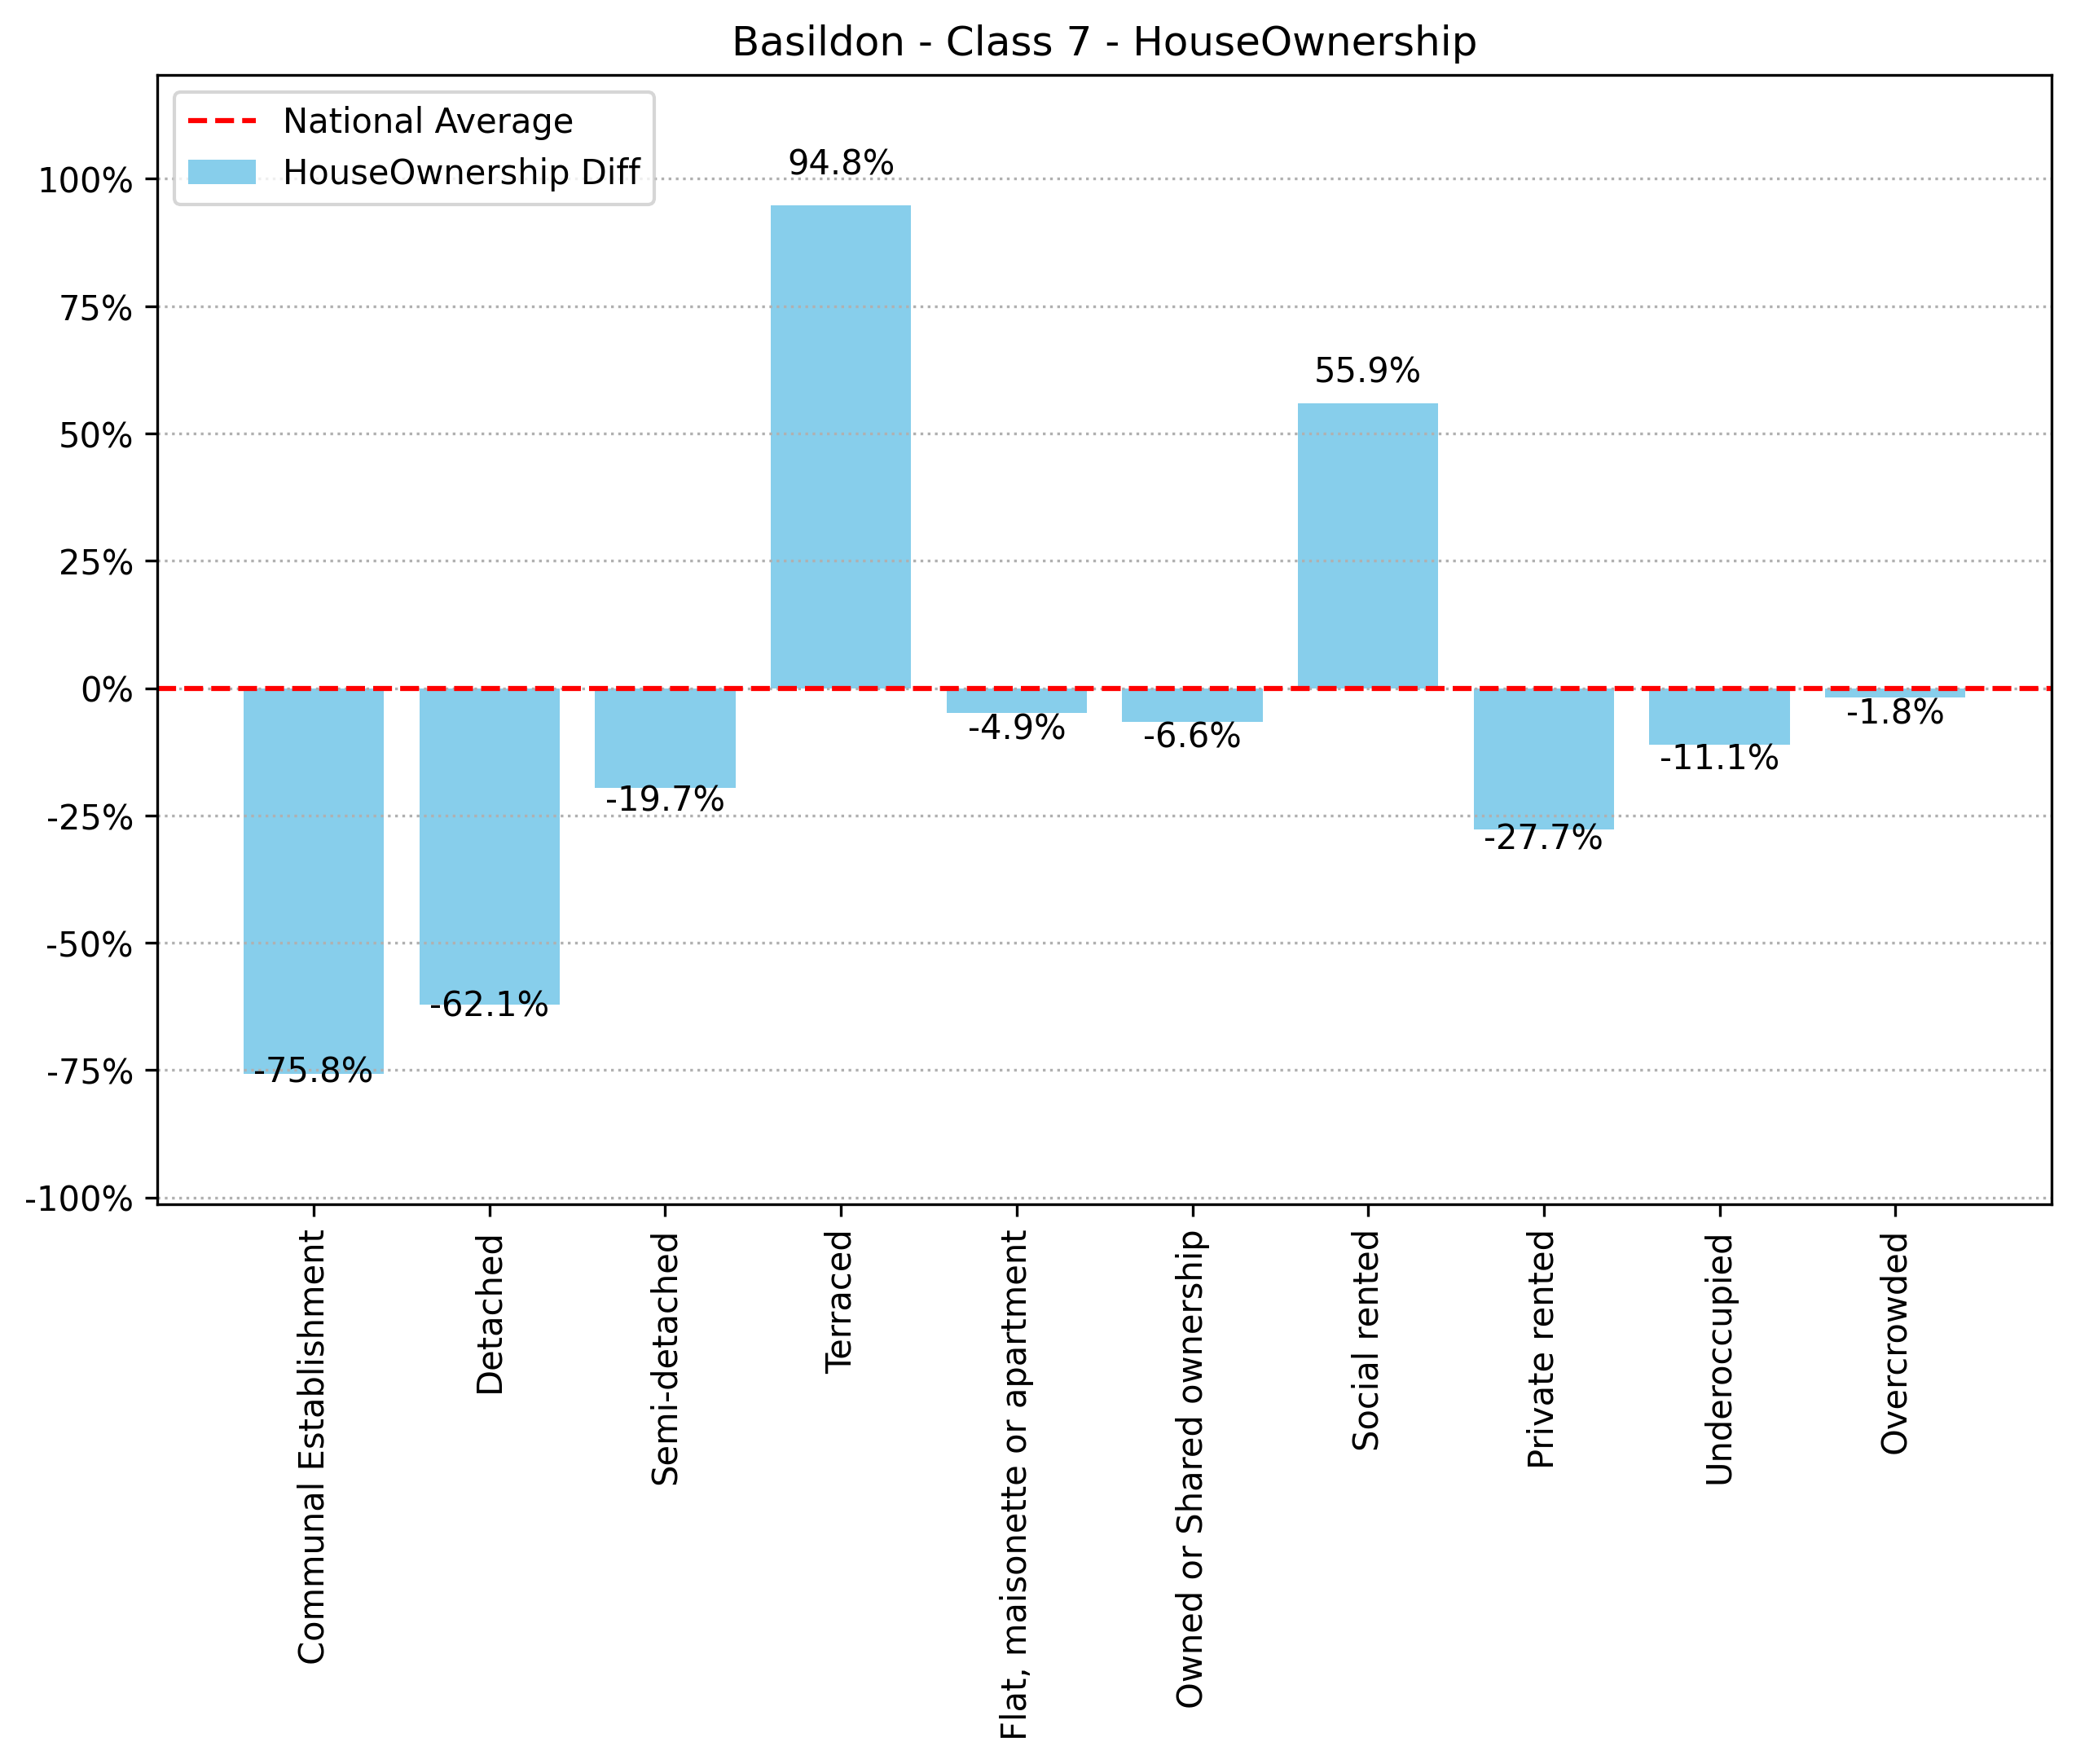 Basildon - Class 7 - HouseOwnership
National Average
HouseOwnership Diff
100%
75%
50%
25%
0%
-25%
-50%
-75%
-100%
-75.8%
-62.1%
-19.7%
94.8%
-4.9%
-6.6%
55.9%
-27.7%
-11.1%
-1.8%
Communal Establishment
Detached
Semi-detached
Terraced
Flat, maisonette or apartment
Owned or Shared ownership
Social rented
Private rented
Underoccupied
Overcrowded